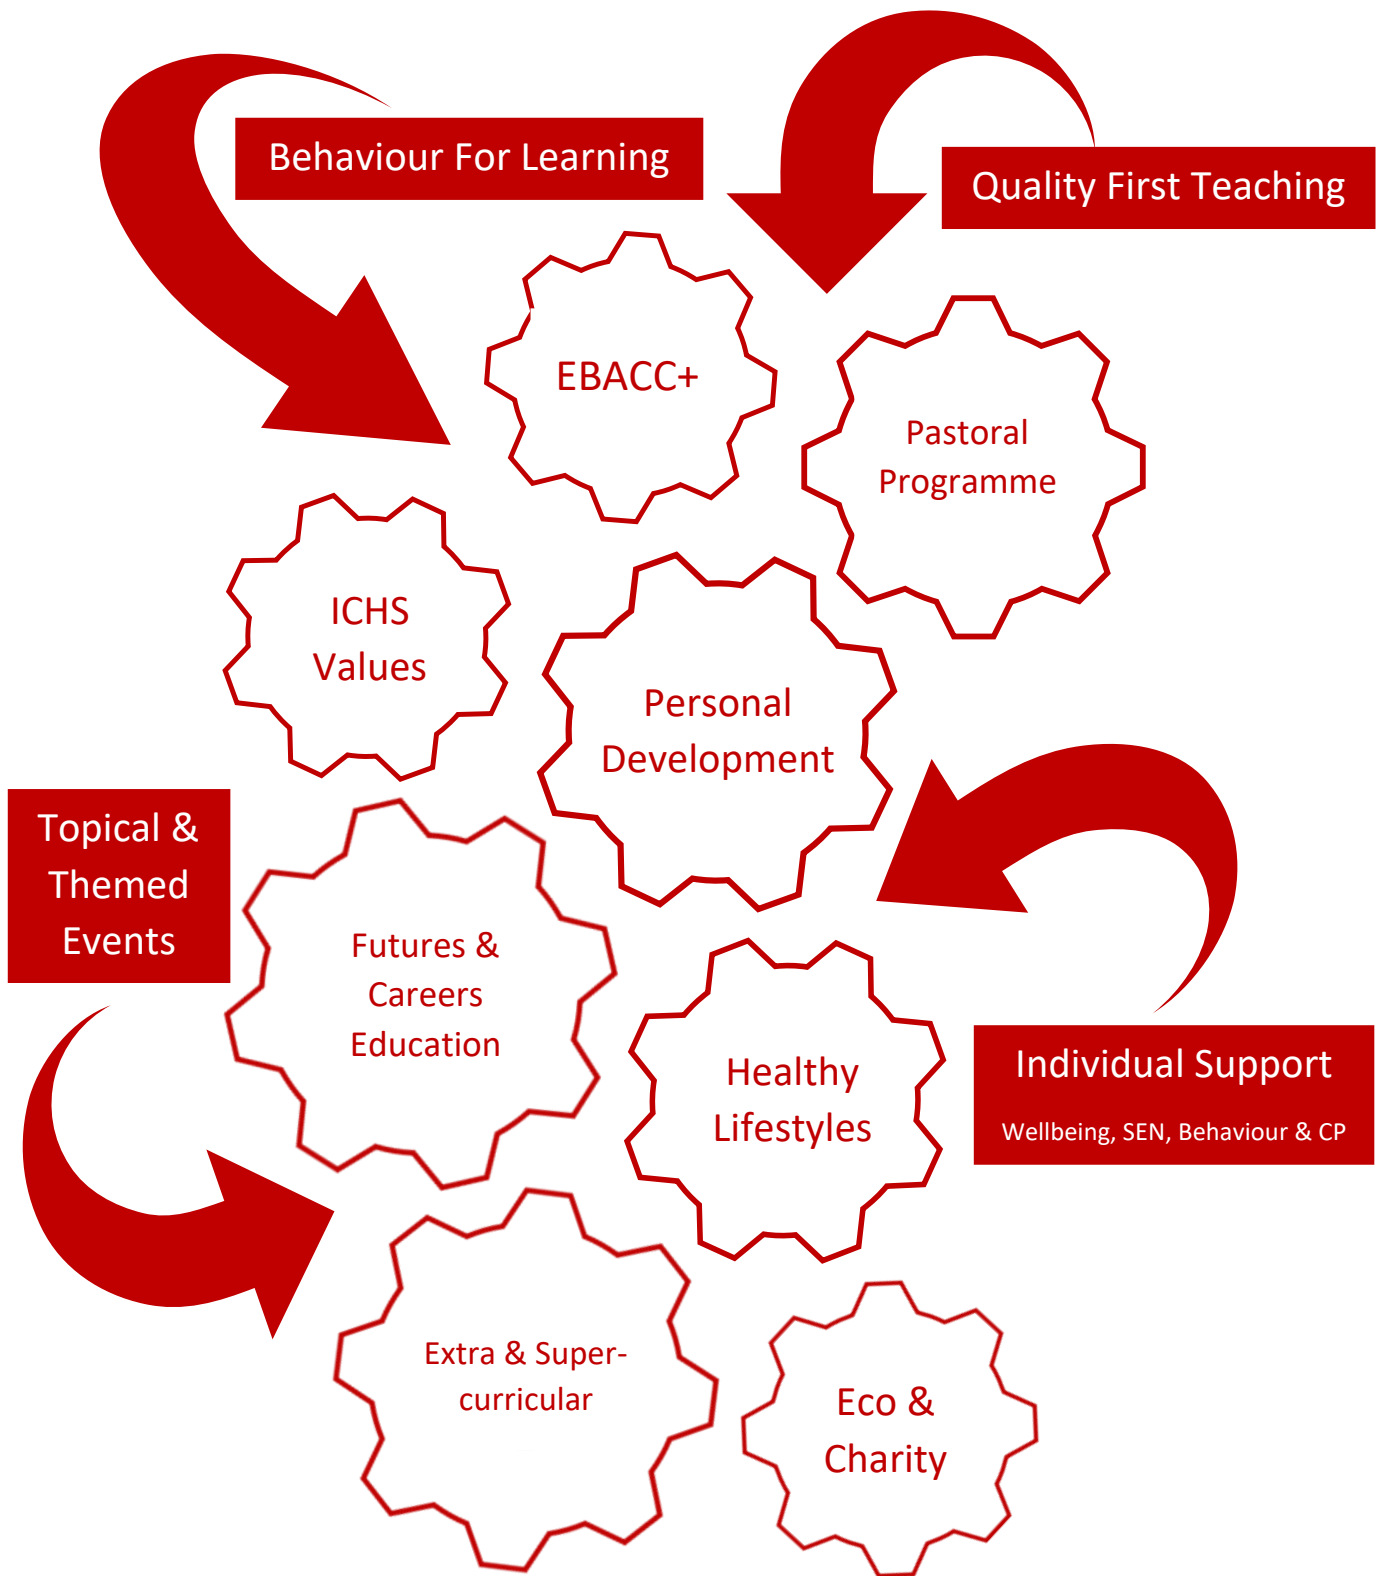 Behaviour For Learning
Quality First Teaching
EBACC+
Pastoral
Programme
ICHS
Values
Personal
Development
Topical &
Themed
Events
Futures &
Careers
Education
Healthy
Lifestyles
Individual Support
Wellbeing, SEN, Behaviour & CP
Extra & Super-
curricular
Eco &
Charity